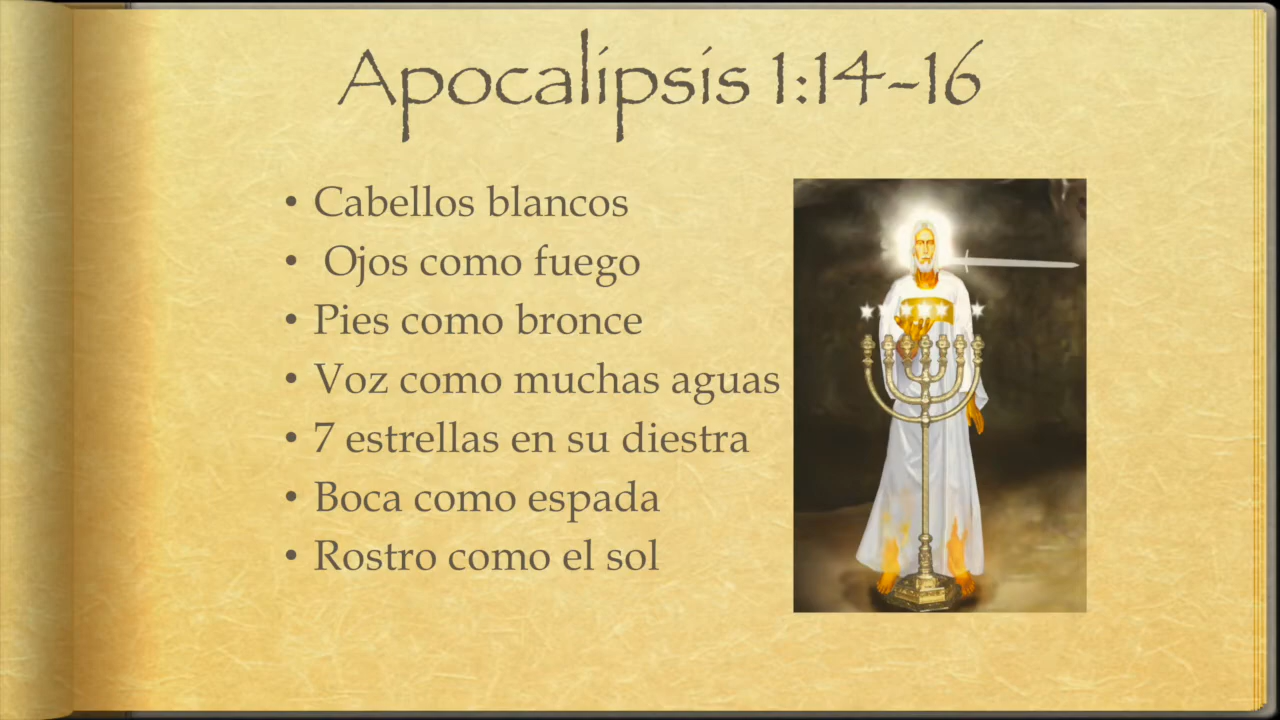 Apocalipsis 1:14-16
• Cabellos blancos
• Ojos como fuego
• Pies como bronce
• Voz como muchas aguas
• 7 estrellas en su diestra
• Boca como espada
• Rostro como el sol